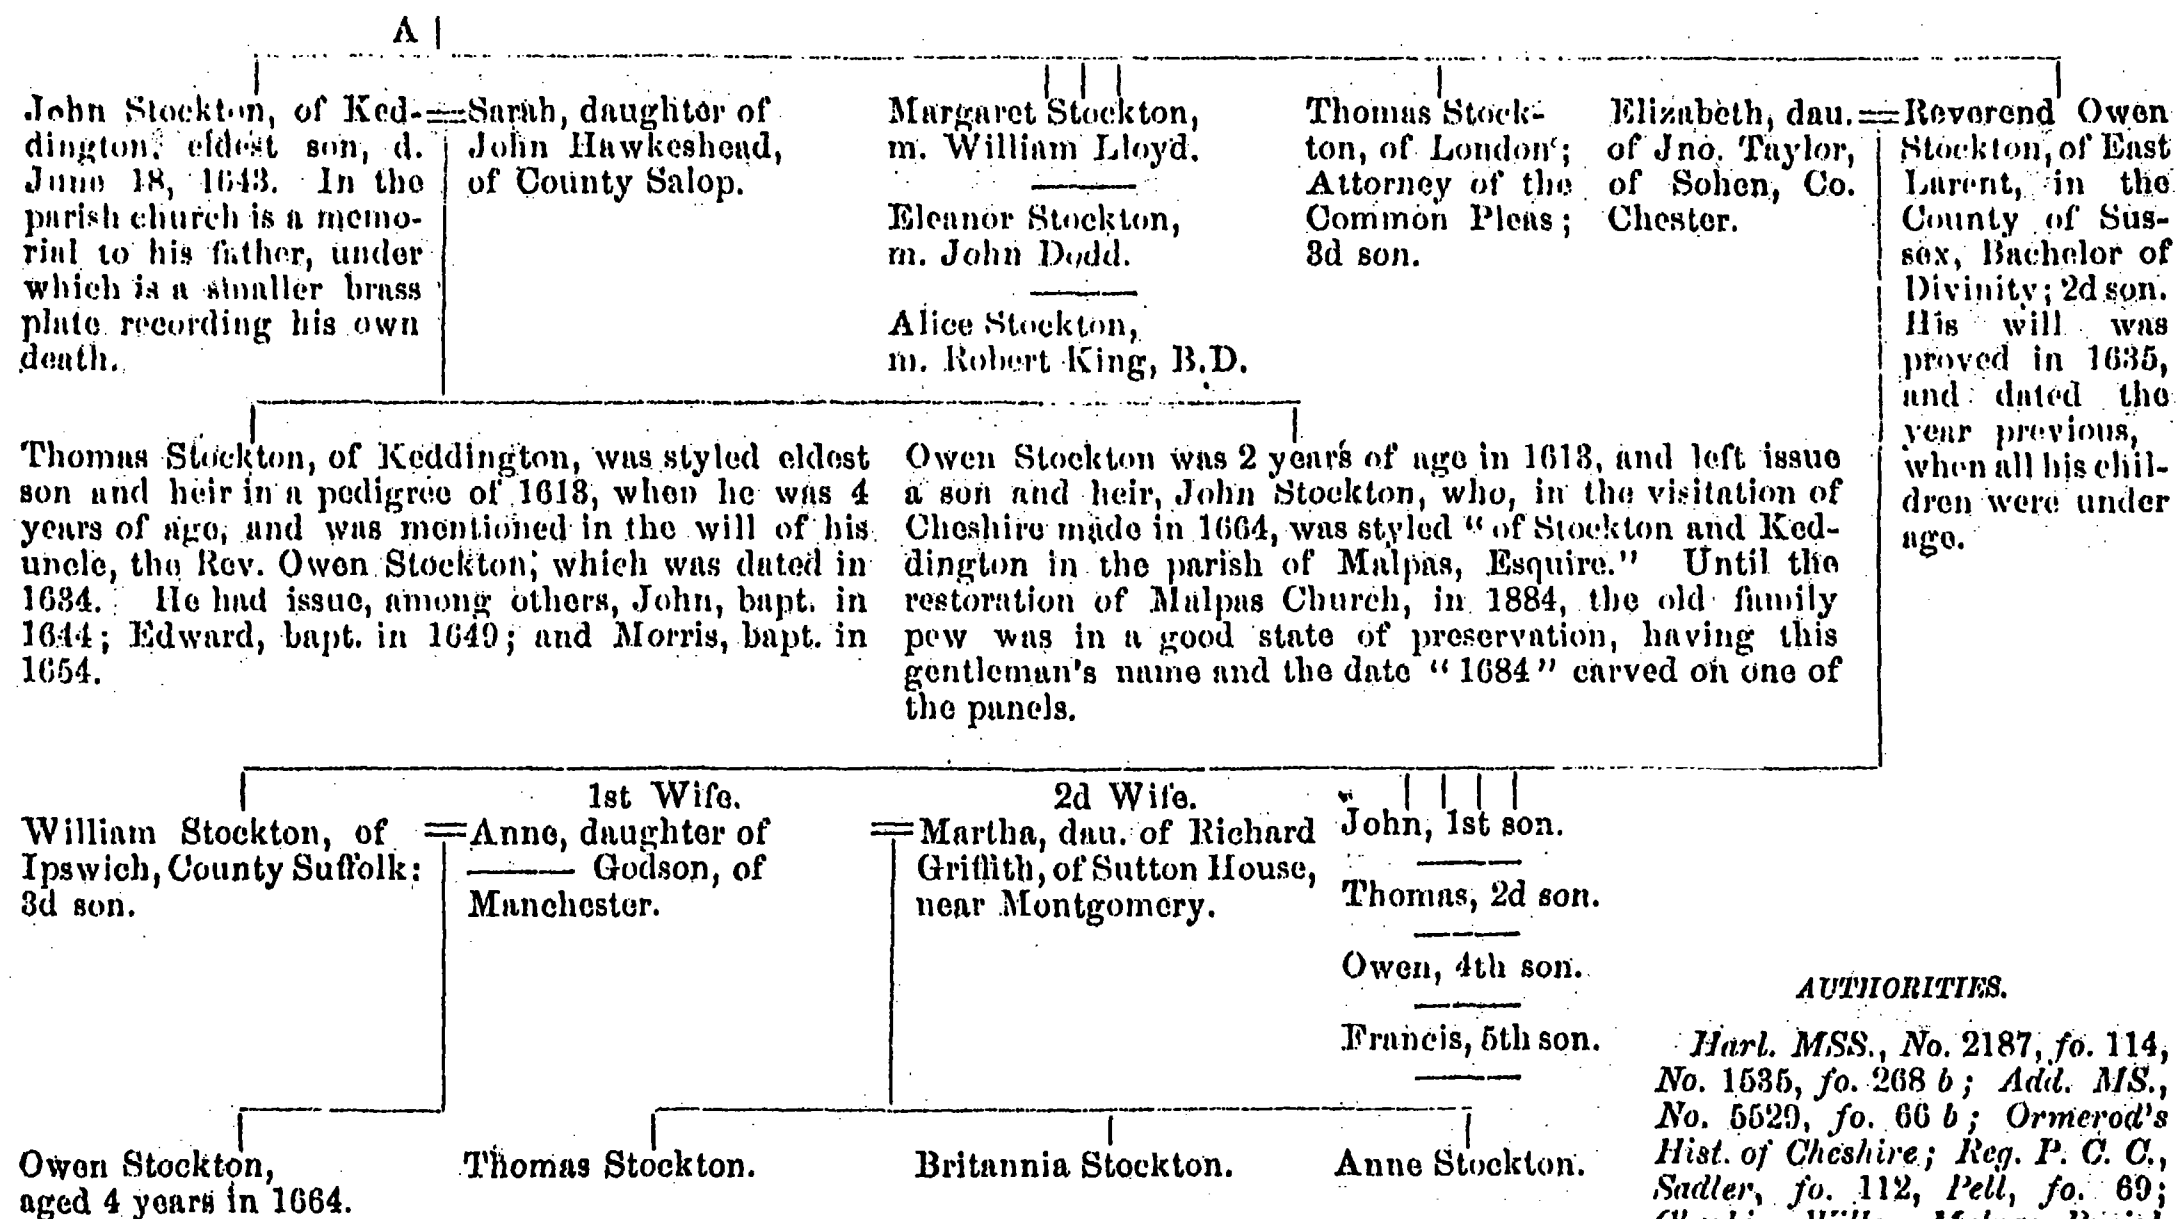 A
John Stockton, of Ked-
dington, eldest son, d.
June 18, 1643. In the
parish church is a memo-
rial to his father, under
which is a smaller brass
plate recording his own
death.
Sarah, daughter of
John Hawkeshead,
of County Salop.
Margaret Stockton,
m. William Lloyd.
Eleanor Stockton,
m. John Dodd.
Alice Stockton,
m. Robert King, B.D.
Thomas Stock-
ton, of London;
Attorney of the
Common Pleas;
3d son.
Elizabeth, dau.
of Jno. Taylor,
of Sohen, Co.
Chester.
Reverend Owen
Stockton, of East
Larent, in the
County of Sus-
sex, Bachelor of
Divinity; 2d son.
His will was
proved in 1635,
and dated the
year previous,
when all his chil-
dren were under
age.
Thomas Stockton, of Keddington, was styled eldest
son and heir in a pedigree of 1613, when he was 4
years of age, and was mentioned in the will of his
uncle, the Rev. Owen Stockton, which was dated in
1634. He had issue, among others, John, bapt. in
1644; Edward, bapt. in 1649; and Morris, bapt. in
1654.
Owen Stockton was 2 years of age in 1613, and left issue
a son and heir, John Stockton, who, in the visitation of
Cheshire made in 1664, was styled "of Stockton and Ked-
dington in the parish of Malpas, Esquire." Until the
restoration of Malpas Church, in 1884, the old family
pew was in a good state of preservation, having this
gentleman's name and the date "1684" carved on one of
the panels.
William Stockton, of
Ipswich, County Suffolk;
3d son.
1st Wife.
Anne, daughter of
Godson, of
Manchester.
2d Wife.
Martha, dau. of Richard
Griffith, of Sutton House,
near Montgomery.
John, 1st son.
Thomas, 2d son.
Owen, 4th son.
Francis, 5th son.
Owen Stockton,
aged 4 years in 1664.
Thomas Stockton.
Britannia Stockton.
Anne Stockton.
AUTHORITIES.
Harl. MSS., No. 2187, fo. 114,
No. 1535, fo. 268 b; Add. MS.,
No. 5529, fo. 66 b; Ormerod's
Hist. of Cheshire; Reg. P. C. C.,
Sadler, fo. 112, Pell, fo. 69;